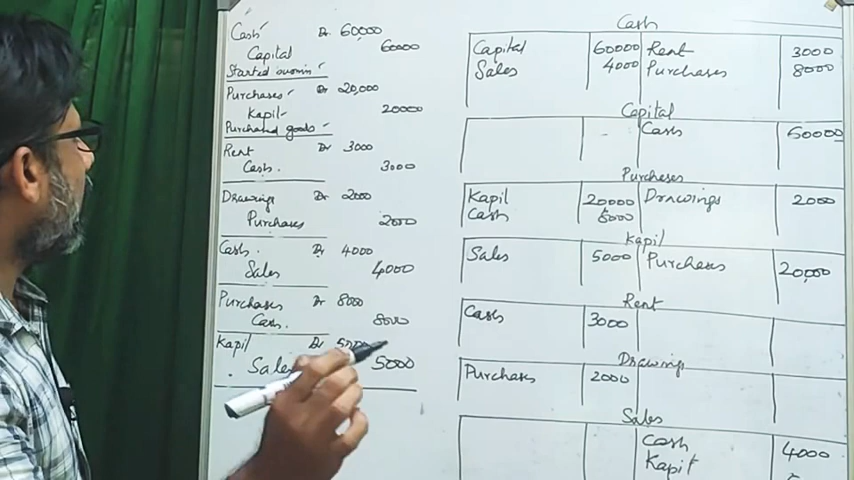 Cash Dr 60,000
Capital 60000
Started
Purchases Dr 20,000
Kapil 20000
Purchased goods
Rent Dr 3000
Cash. 3000
Drawings Dr 2000
Purchases 2000
Cash. Dr 4000
Sales 4000
Purchases Dr 8000
Cash. 8000
Kapil Dr 5000
Sales 5000
Cash
Capital 60000 Rent 3000
Sales 4000 Purchases 8000
Capital
Cash 60000
Purchases
Kapil 20000 Drawings 2000
Cash 8000
Kapil
Sales 5000 Purchases 20,000
Rent
Cash 3000
Drawings
Purchases 2000
Sales
Cash 4000
Kapil